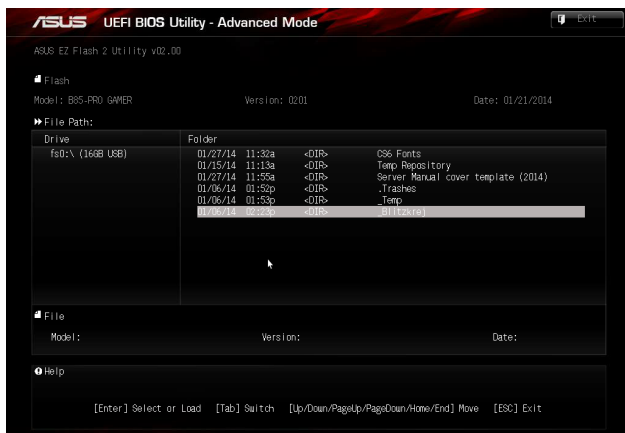 ASUS UEFI BIOS Utility - Advanced Mode
Exit
ASUS EZ Flash 2 Utility v02.00
Flash
Model: B85-PRO GAMER Version: 0201 Date: 01/21/2014
File Path:
Drive Folder
fs0:\ (16GB USB) 01/27/14 11:32a <DIR> CS6 Fonts
01/15/14 11:13a <DIR> Temp Repository
01/27/14 11:55a <DIR> Server Manual cover template (2014)
01/06/14 01:52p <DIR> .Trashes
01/06/14 01:53p <DIR> _Temp
01/06/14 02:23p <DIR> _Blitzkrej
File
Model: Version: Date:
Help
[Enter] Select or Load [Tab] Switch [Up/Down/PageUp/PageDown/Home/End] Move [ESC] Exit